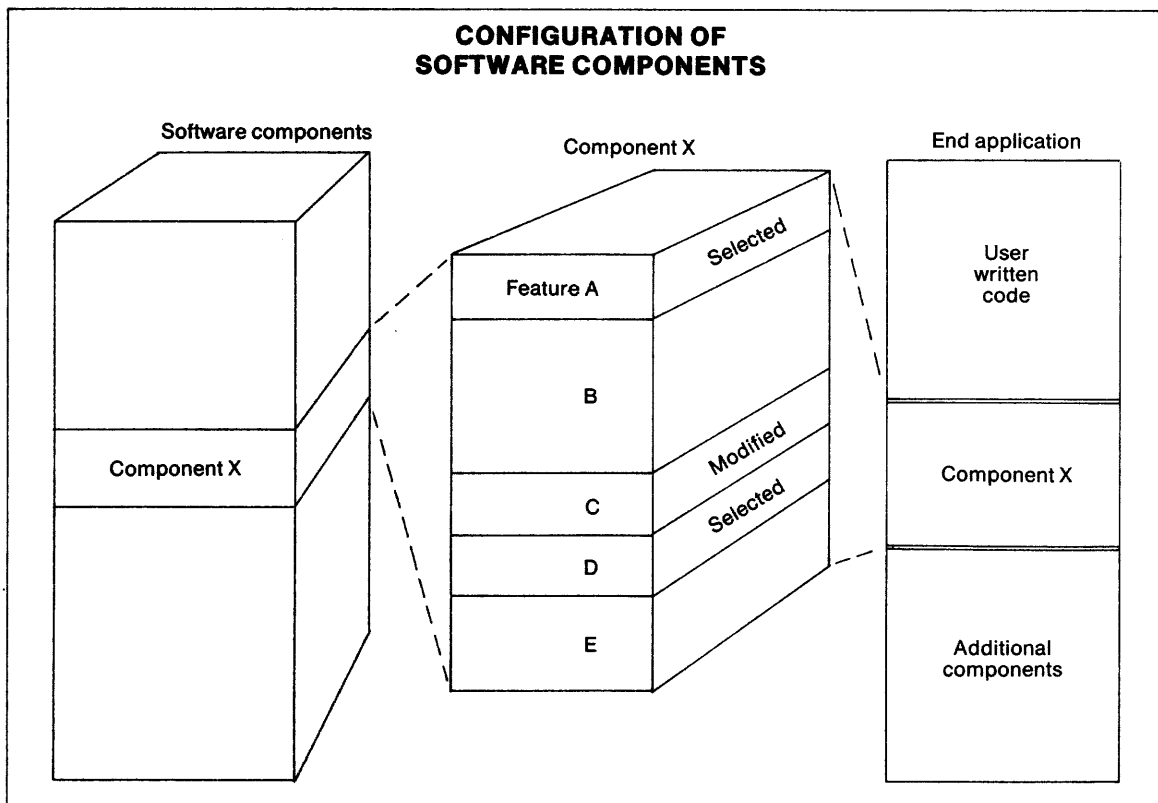 CONFIGURATION OF
SOFTWARE COMPONENTS
Software components
Component X
Component X
Feature A
Selected
B
C
Modified
D
Selected
E
End application
User
written
code
Component X
Additional
components